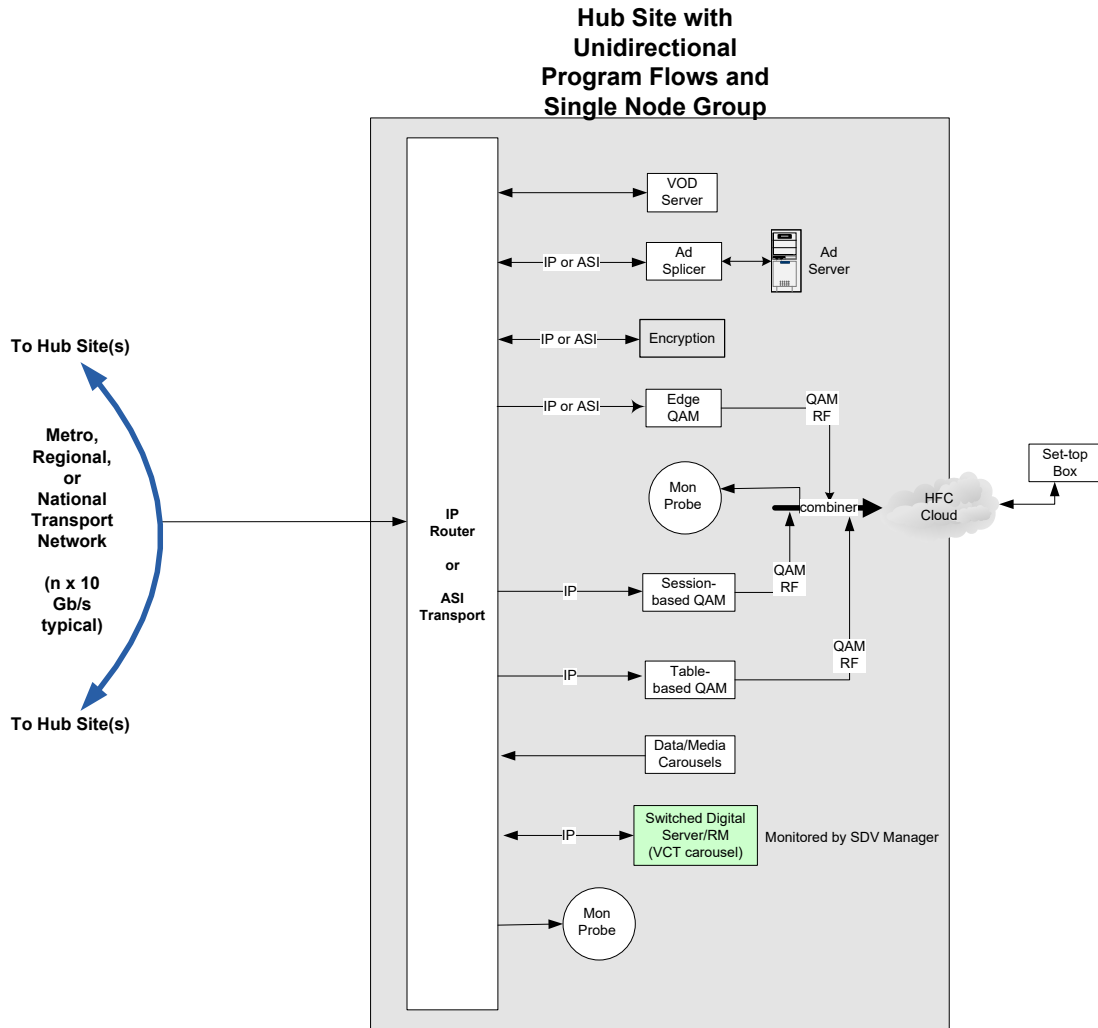 Hub Site with
Unidirectional
Program Flows and
Single Node Group
VOD
Server
IP or ASI
Ad
Splicer
Ad
Server
To Hub Site(s)
IP or ASI
Encryption
Metro,
Regional,
or
National
Transport
Network
(n x 10
Gb/s
typical)
To Hub Site(s)
IP
Router
or
ASI
Transport
IP or ASI
Edge
QAM
QAM
RF
Mon
Probe
combiner
HFC
Cloud
Set-top
Box
IP
Session-
based QAM
QAM
RF
IP
Table-
based QAM
QAM
RF
Data/Media
Carousels
IP
Switched Digital
Server/RM
(VCT carousel)
Monitored by SDV Manager
Mon
Probe